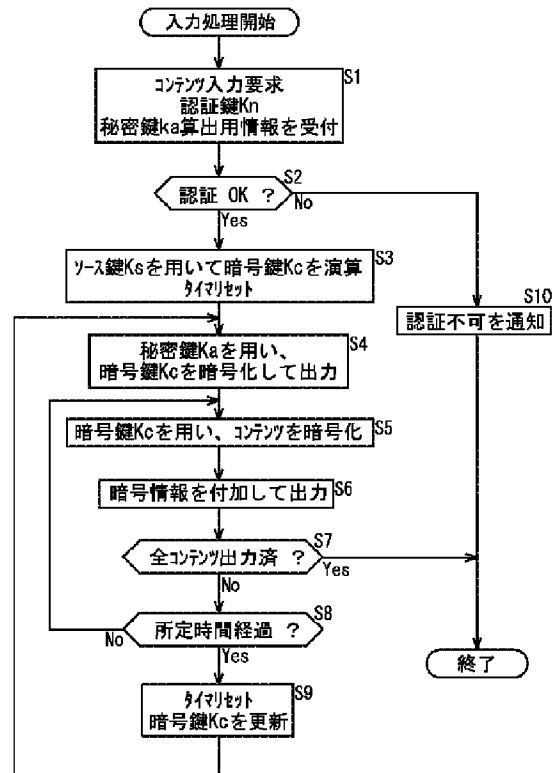 入力処理開始
S1
コンテンツ入力要求
認証鍵Kn
秘密鍵ka算出用情報を受付
S2
認証 OK ?
No
Yes
S3
ソース鍵Ksを用いて暗号鍵Kcを演算
タイマリセット
S10
認証不可を通知
S4
秘密鍵Kaを用い、
暗号鍵Kcを暗号化して出力
S5
暗号鍵Kcを用い、コンテンツを暗号化
S6
暗号情報を付加して出力
S7
全コンテンツ出力済 ?
Yes
No
S8
所定時間経過 ?
No
Yes
終了
S9
タイマリセット
暗号鍵Kcを更新